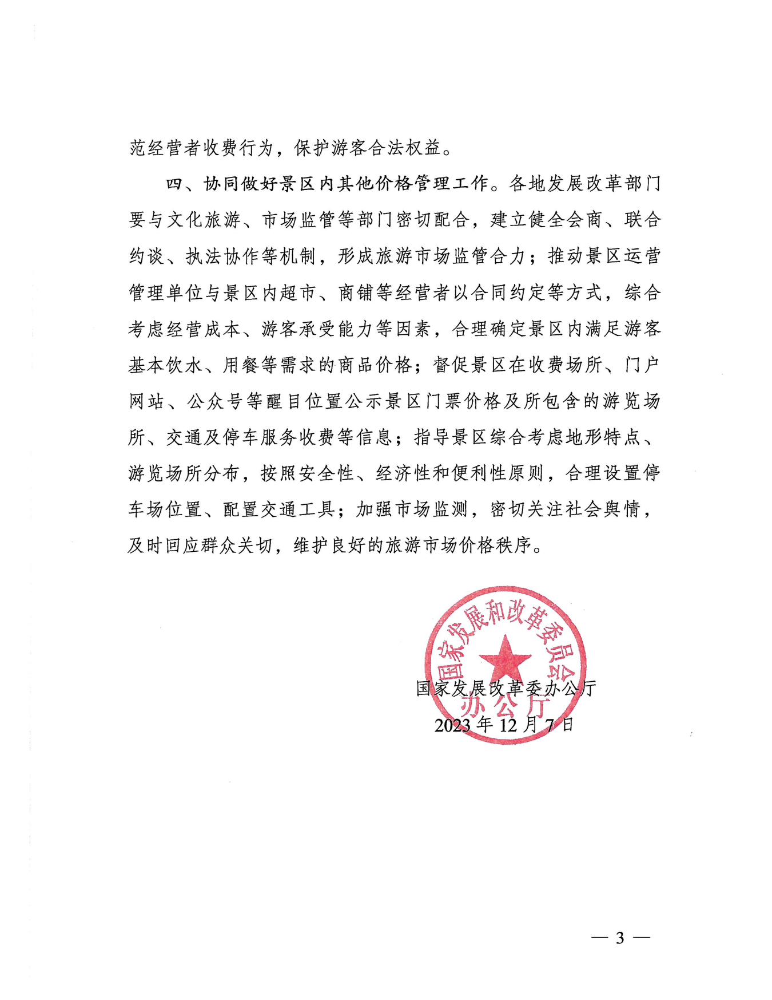 范经营者收费行为，保护游客合法权益。
四、协同做好景区内其他价格管理工作。各地发展改革部门
要与文化旅游、市场监管等部门密切配合，建立健全会商、联合
约谈、执法协作等机制，形成旅游市场监管合力；推动景区运营
管理单位与景区内超市、商铺等经营者以合同约定等方式，综合
考虑经营成本、游客承受能力等因素，合理确定景区内满足游客
基本饮水、用餐等需求的商品价格；督促景区在收费场所、门户
网站、公众号等醒目位置公示景区门票价格及所包含的游览场
所、交通及停车服务收费等信息；指导景区综合考虑地形特点、
游览场所分布，按照安全性、经济性和便利性原则，合理设置停
车场位置、配置交通工具；加强市场监测，密切关注社会舆情，
及时回应群众关切，维护良好的旅游市场价格秩序。
国家发展和改革委员会
国家发展改革委办公厅
办公厅
2023 年 12 月 7 日
— 3 —